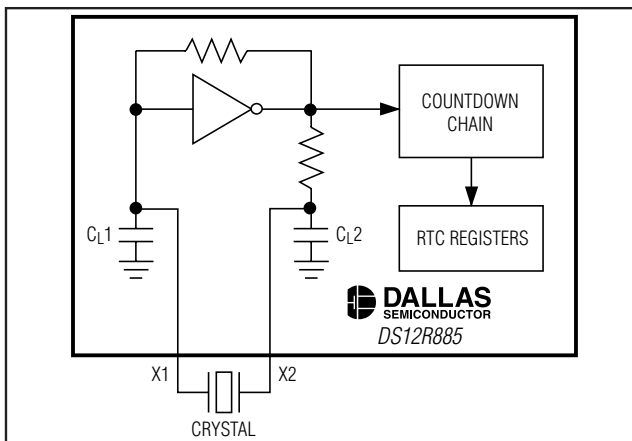 COUNTDOWN
CHAIN
RTC REGISTERS
CL1
CL2
DALLAS
SEMICONDUCTOR
DS12R885
X1
X2
CRYSTAL